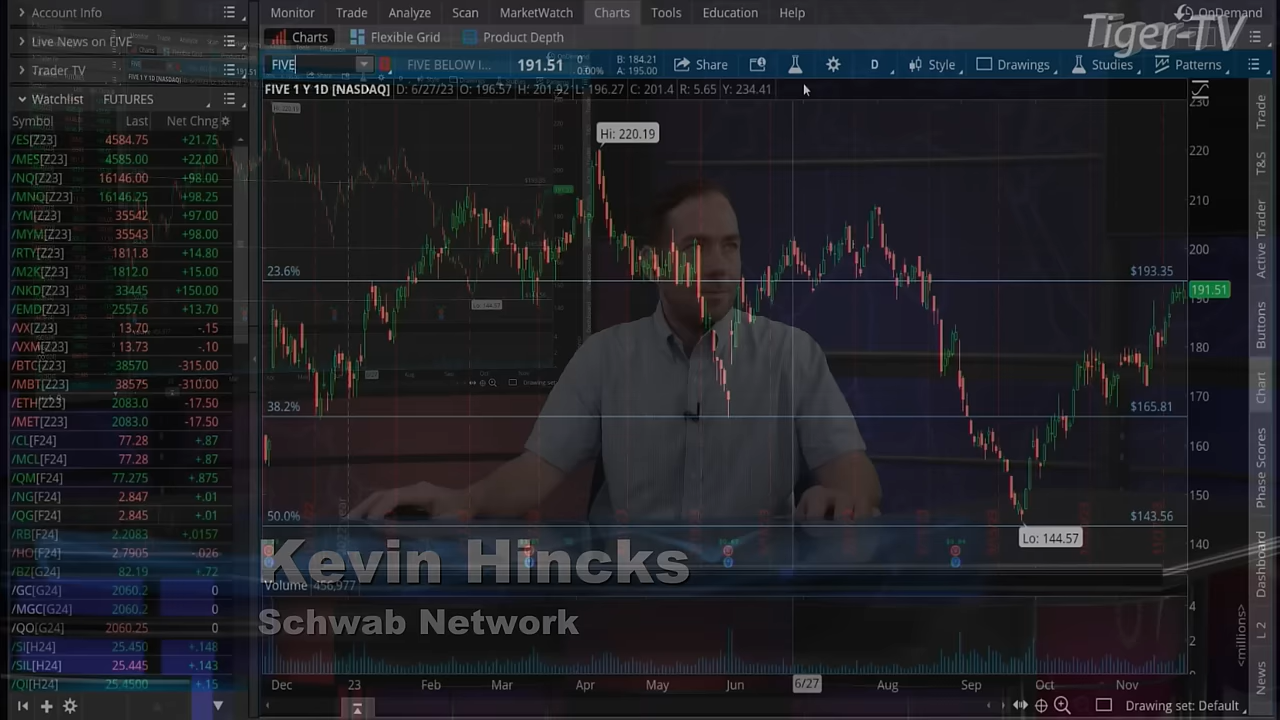 Account Info
Monitor Trade Analyze Scan MarketWatch Charts Tools Education Help OnDemand
Tiger-TV
Live News on FIVE
Charts Flexible Grid Product Depth
Trader TV
FIVE FIVE BELOW I... 191.51 0 0.00% B: 184.21 A: 195.00 Share D Style Drawings Studies Patterns
Watchlist FUTURES
FIVE 1 Y 1D [NASDAQ] D: 6/27/23 O: 196.57 H: 201.92 L: 196.27 C: 201.4 R: 5.65 Y: 234.41
Symbol Last Net Chng
/ES[Z23] 4584.75 +21.75
/MES[Z23] 4585.00 +22.00
/NQ[Z23] 16146.00 +98.00
/MNQ[Z23] 16146.25 +98.25
/YM[Z23] 35542 +97.00
/MYM[Z23] 35543 +98.00
/RTY[Z23] 1811.8 +14.80
/M2K[Z23] 1812.0 +15.00
/NKD[Z23] 33445 +150.00
/EMD[Z23] 2557.6 +13.70
/VX[Z23] 13.70 -.15
/VXM[Z23] 13.73 -.10
/BTC[Z23] 38570 -315.00
/MBT[Z23] 38575 -310.00
/ETH[Z23] 2083.0 -17.50
/MET[Z23] 2083.0 -17.50
/CL[F24] 77.28 +.87
/MCL[F24] 77.28 +.87
/QM[F24] 77.275 +.875
/NG[F24] 2.847 +.01
/QG[F24] 2.845 +.01
/RB[F24] 2.2083 +.0157
/HO[F24] 2.7905 -.026
/BZ[G24] 82.19 +.72
/GC[G24] 2060.2 0
/MGC[G24] 2060.2 0
/QO[G24] 2060.25 0
/SI[H24] 25.450 +.148
/SIL[H24] 25.445 +.143
/QI[H24] 25.4500 +.15
Hi: 220.19
23.6% $193.35
38.2% $165.81
50.0% $143.56
Lo: 144.57
230
220
210
200
191.51
190
180
170
160
150
140
Kevin Hincks
Schwab Network
Volume 456,977
4
2
<millions>
Dec 23 Feb Mar Apr May Jun 6/27 Aug Sep Oct Nov
Drawing set: Default
Trade
T&S
Active Trader
Buttons
Chart
Phase Scores
Dashboard
L 2
News